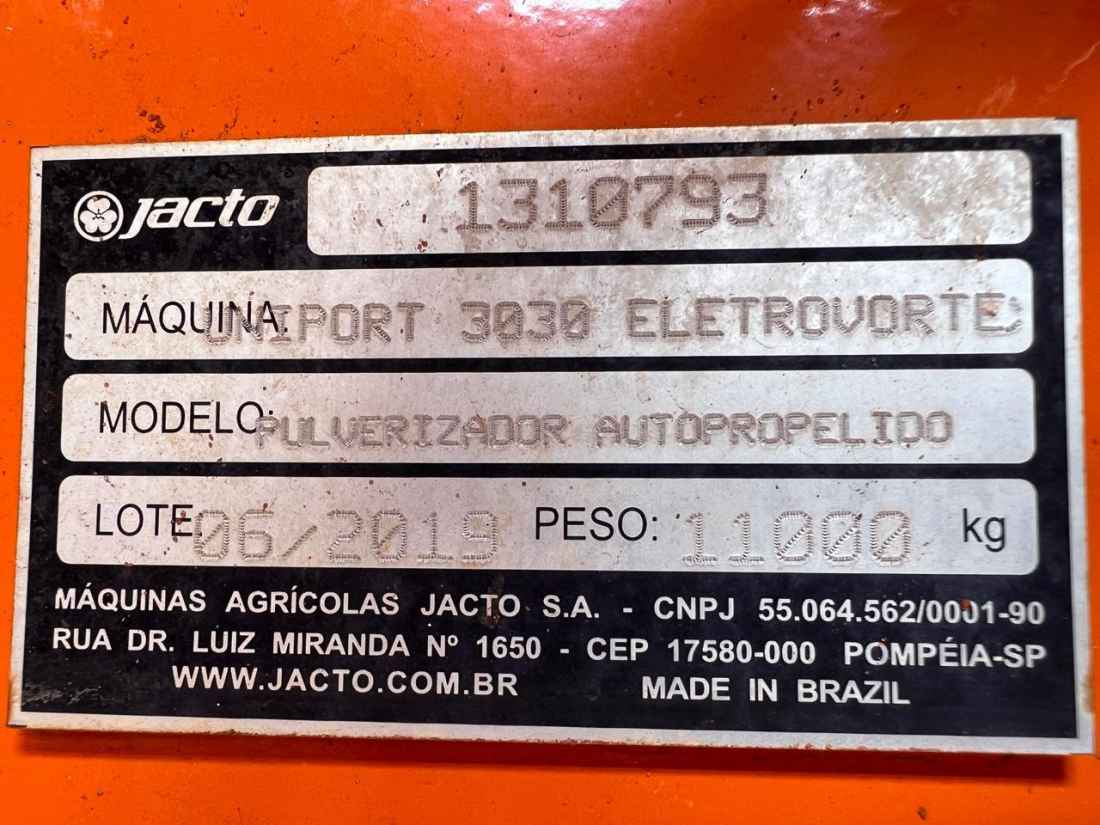 jacto 1310793
MÁQUINA: UNIPORT 3030 ELETROVORTEX
MODELO: PULVERIZADOR AUTOPROPELIDO
LOTE: 06/2019 PESO: 11000 kg
MÁQUINAS AGRÍCOLAS JACTO S.A. - CNPJ 55.064.562/0001-90
RUA DR. LUIZ MIRANDA Nº 1650 - CEP 17580-000 POMPÉIA-SP
WWW.JACTO.COM.BR MADE IN BRAZIL